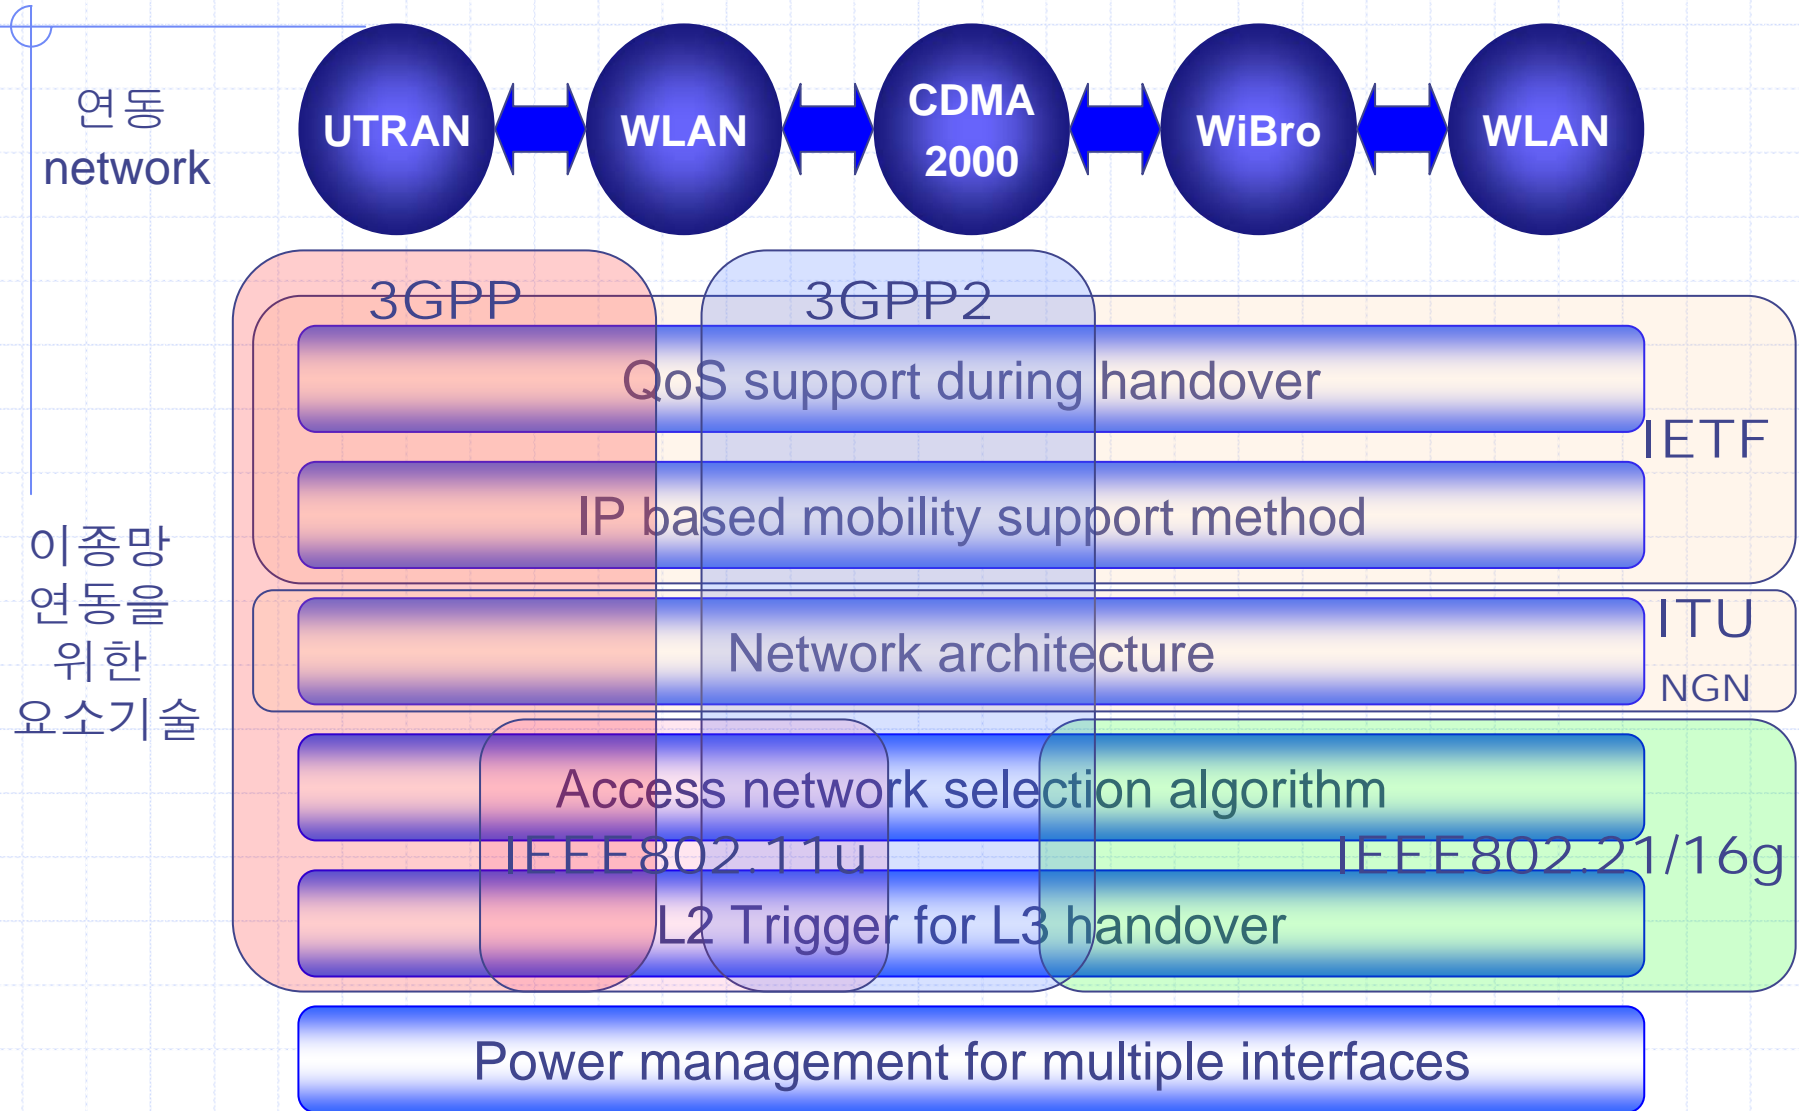 연동
network
UTRAN
WLAN
CDMA
2000
WiBro
WLAN
3GPP
3GPP2
QoS support during handover
IETF
IP based mobility support method
이종망
연동을
위한
요소기술
ITU
NGN
Network architecture
Access network selection algorithm
IEEE802.11u
IEEE802.21/16g
L2 Trigger for L3 handover
Power management for multiple interfaces